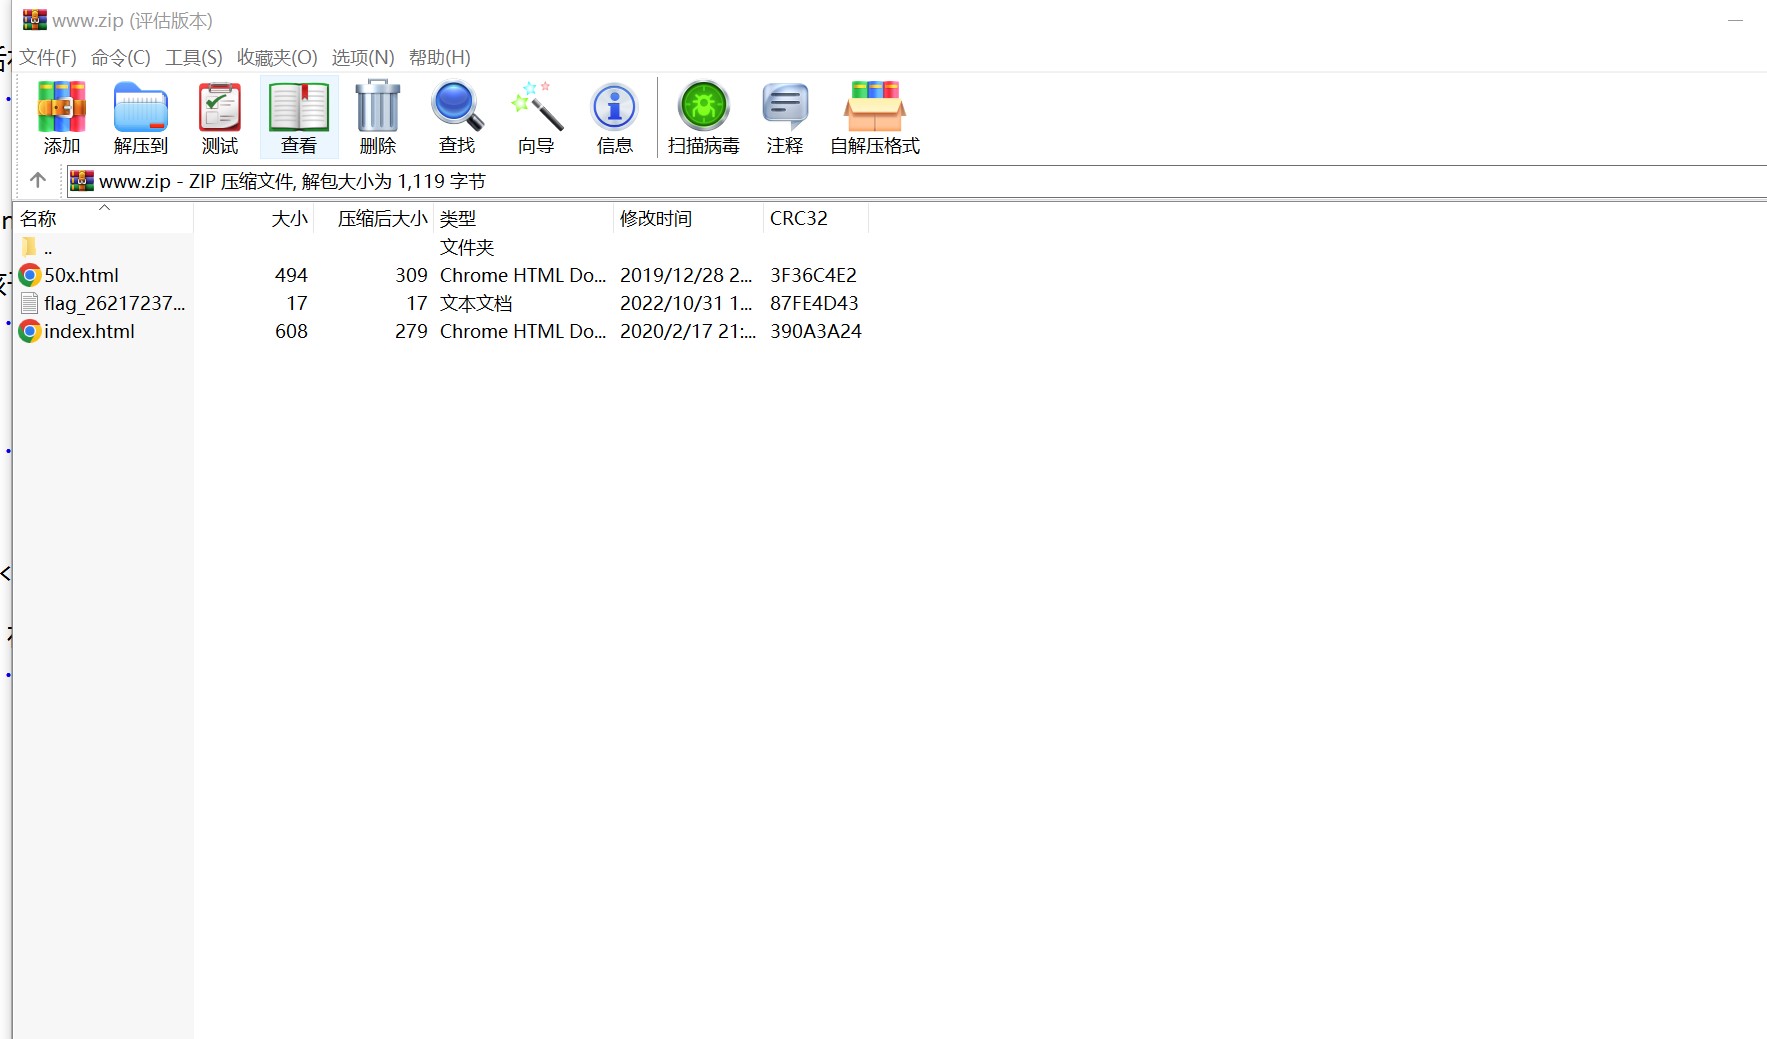 www.zip (评估版本)
文件(F) 命令(C) 工具(S) 收藏夹(O) 选项(N) 帮助(H)
添加 解压到 测试 查看 删除 查找 向导 信息 扫描病毒 注释 自解压格式
www.zip - ZIP 压缩文件, 解包大小为 1,119 字节
名称 大小 压缩后大小 类型 修改时间 CRC32
.. 文件夹
50x.html 494 309 Chrome HTML Do... 2019/12/28 2... 3F36C4E2
flag_26217237... 17 17 文本文档 2022/10/31 1... 87FE4D43
index.html 608 279 Chrome HTML Do... 2020/2/17 21:... 390A3A24